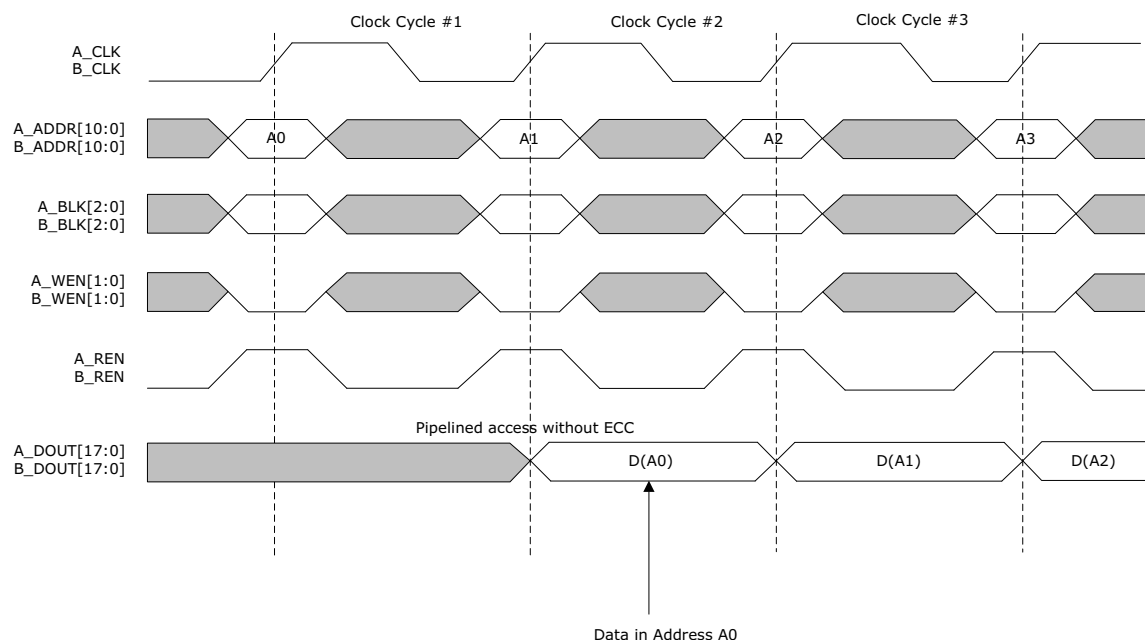 Clock Cycle #1
Clock Cycle #2
Clock Cycle #3
A_CLK
B_CLK
A_ADDR[10:0]
B_ADDR[10:0]
A0
A1
A2
A3
A_BLK[2:0]
B_BLK[2:0]
A_WEN[1:0]
B_WEN[1:0]
A_REN
B_REN
Pipelined access without ECC
A_DOUT[17:0]
B_DOUT[17:0]
D(A0)
D(A1)
D(A2)
Data in Address A0